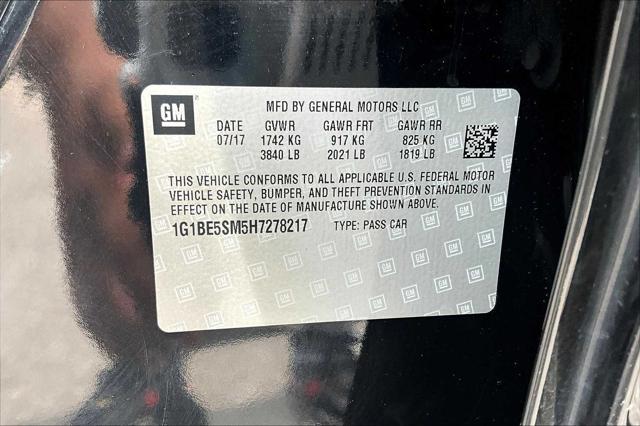 GM
MFD BY GENERAL MOTORS LLC
DATE GVWR GAWR FRT GAWR RR
07/17 1742 KG 917 KG 825 KG
3840 LB 2021 LB 1819 LB
THIS VEHICLE CONFORMS TO ALL APPLICABLE U.S. FEDERAL MOTOR
VEHICLE SAFETY, BUMPER, AND THEFT PREVENTION STANDARDS IN
EFFECT ON THE DATE OF MANUFACTURE SHOWN ABOVE.
1G1BE5SM5H7278217 TYPE: PASS CAR